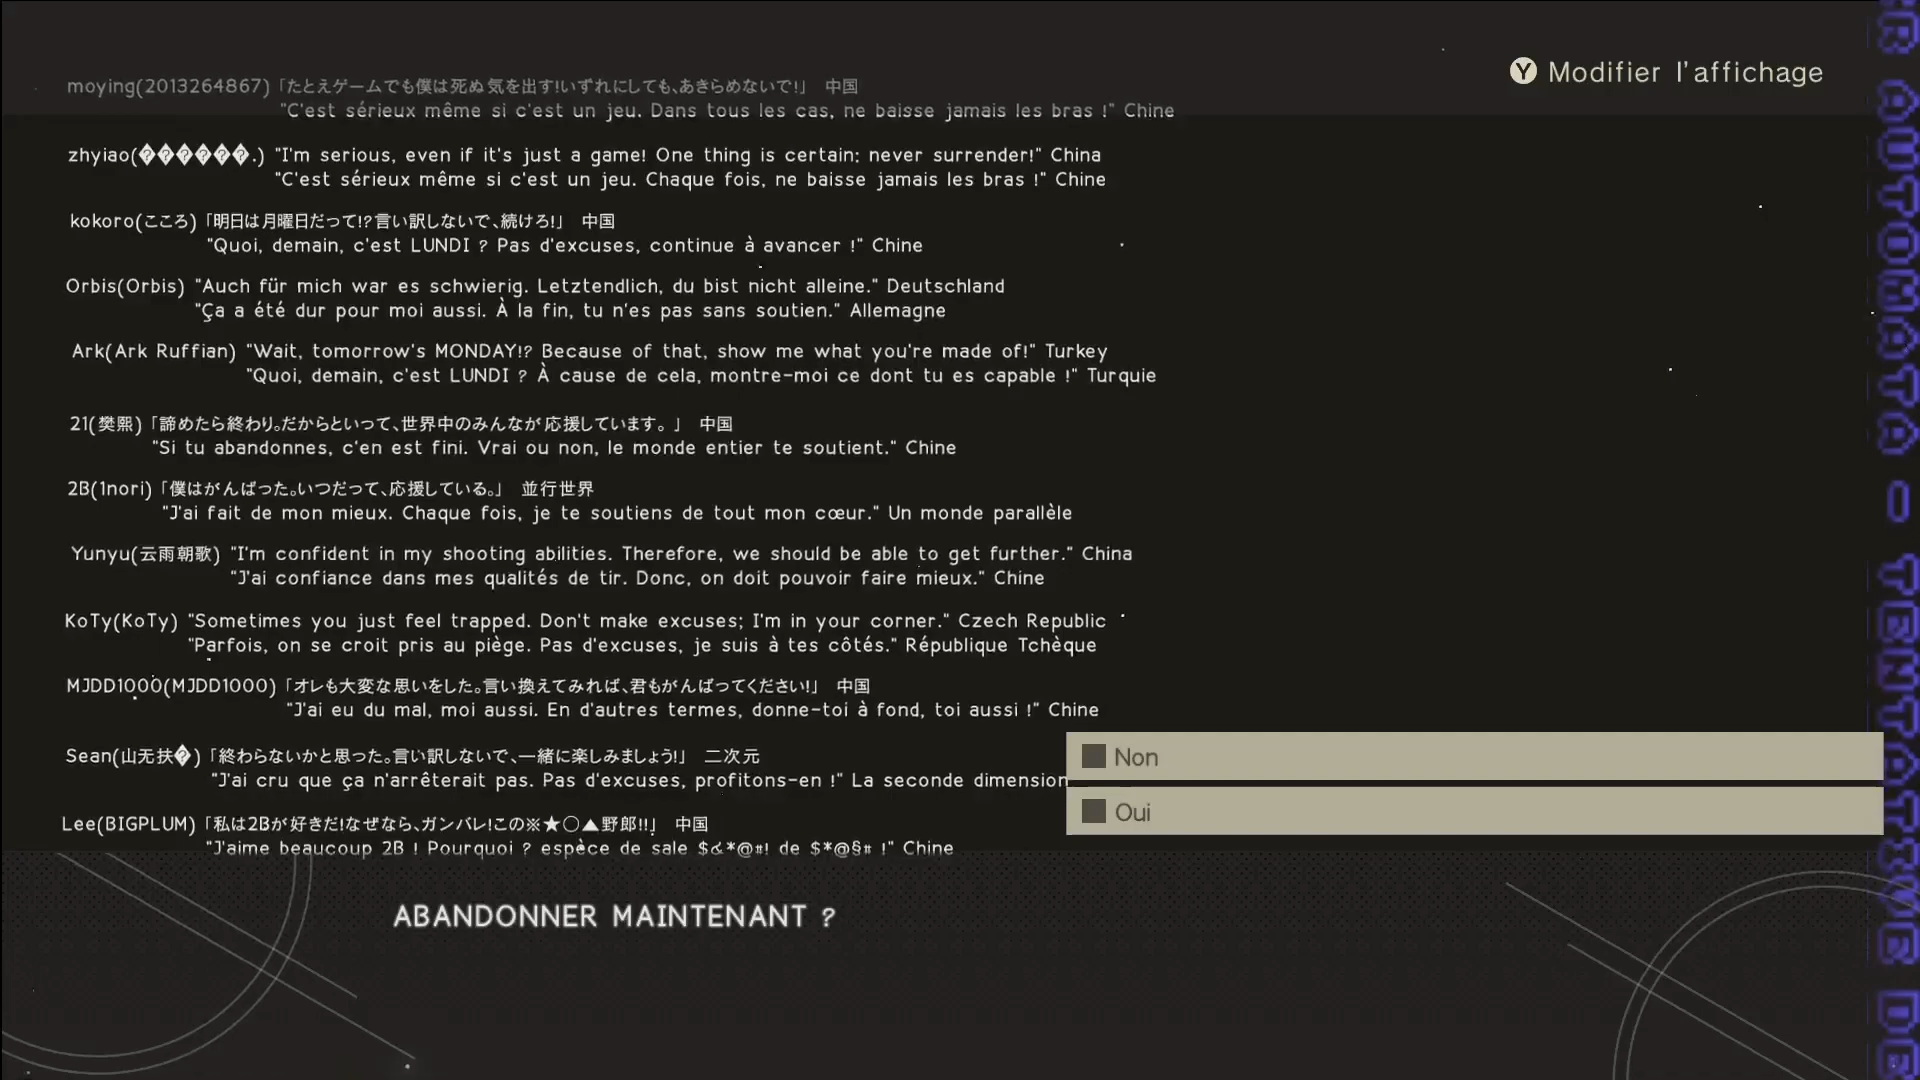 moying(2013264867) 「たとえゲームでも僕は死ぬ気を出す!いずれにしても、あきらめないで!」 中国
"C'est sérieux même si c'est un jeu. Dans tous les cas, ne baisse jamais les bras !" Chine
Ⓨ Modifier l'affichage
zhyiao(������.) "I'm serious, even if it's just a game! One thing is certain: never surrender!" China
"C'est sérieux même si c'est un jeu. Chaque fois, ne baisse jamais les bras !" Chine
kokoro(こころ) 「明日は月曜日だって!?言い訳しないで、続けろ!」 中国
"Quoi, demain, c'est LUNDI ? Pas d'excuses, continue à avancer !" Chine
Orbis(Orbis) "Auch für mich war es schwierig. Letztendlich, du bist nicht alleine." Deutschland
"Ça a été dur pour moi aussi. À la fin, tu n'es pas sans soutien." Allemagne
Ark(Ark Ruffian) "Wait, tomorrow's MONDAY!? Because of that, show me what you're made of!" Turkey
"Quoi, demain, c'est LUNDI ? À cause de cela, montre-moi ce dont tu es capable !" Turquie
21(樊熙) 「諦めたら終わり。だからといって、世界中のみんなが応援しています。」 中国
"Si tu abandonnes, c'en est fini. Vrai ou non, le monde entier te soutient." Chine
2B(1nori) 「僕はがんばった。いつだって、応援している。」 並行世界
"J'ai fait de mon mieux. Chaque fois, je te soutiens de tout mon cœur." Un monde parallèle
Yunyu(云雨朝歌) "I'm confident in my shooting abilities. Therefore, we should be able to get further." China
"J'ai confiance dans mes qualités de tir. Donc, on doit pouvoir faire mieux." Chine
KoTy(KoTy) "Sometimes you just feel trapped. Don't make excuses; I'm in your corner." Czech Republic
"Parfois, on se croit pris au piège. Pas d'excuses, je suis à tes côtés." République Tchèque
MJDD1000(MJDD1000) 「オレも大変な思いをした。言い換えてみれば、君もがんばってください!」 中国
"J'ai eu du mal, moi aussi. En d'autres termes, donne-toi à fond, toi aussi !" Chine
Sean(山无扶�) 「終わらないかと思った。言い訳しないで、一緒に楽しみましょう!」 二次元
"J'ai cru que ça n'arrêterait pas. Pas d'excuses, profitons-en !" La seconde dimension
Lee(BIGPLUM) 「私は2Bが好きだ!なぜなら、ガンバレ!この※★○▲野郎!!」 中国
"J'aime beaucoup 2B ! Pourquoi ? espèce de sale $&*@#! de $*@§# !" Chine
Non
Oui
ABANDONNER MAINTENANT ?
R AUTOMATA - TENTATIVE DE